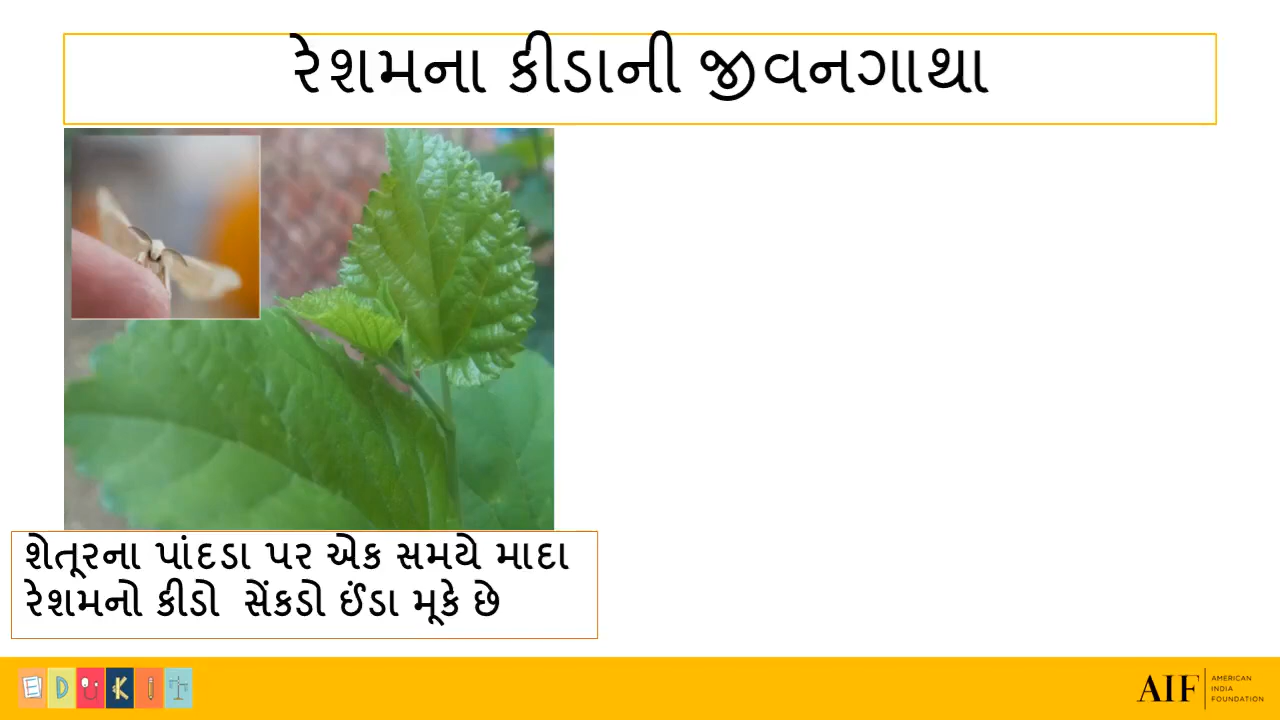 રેશમના કીડાની જીવનગાથા
શેતૂરના પાંદડા પર એક સમયે માદા
રેશમનો કીડો સેંકડો ઈંડા મૂકે છે
EDUKIT
AIF
AMERICAN
INDIA
FOUNDATION